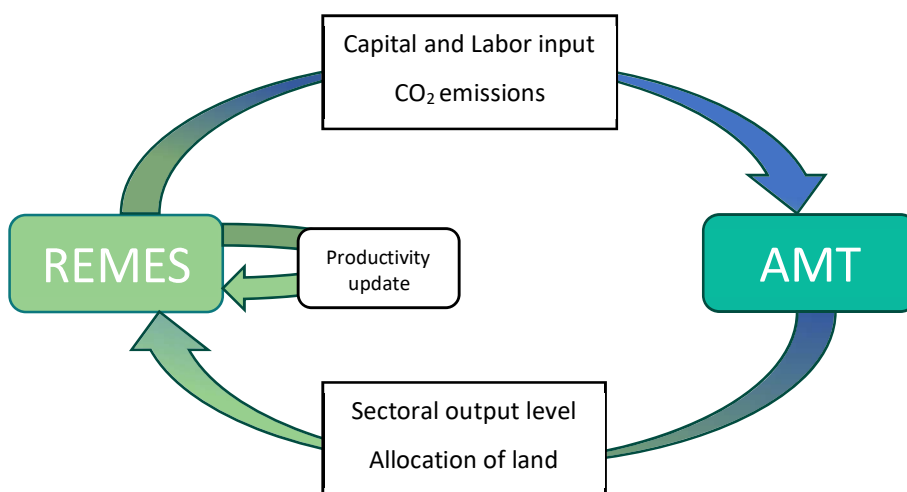 Capital and Labor input
CO₂ emissions
REMES
Productivity
update
AMT
Sectoral output level
Allocation of land